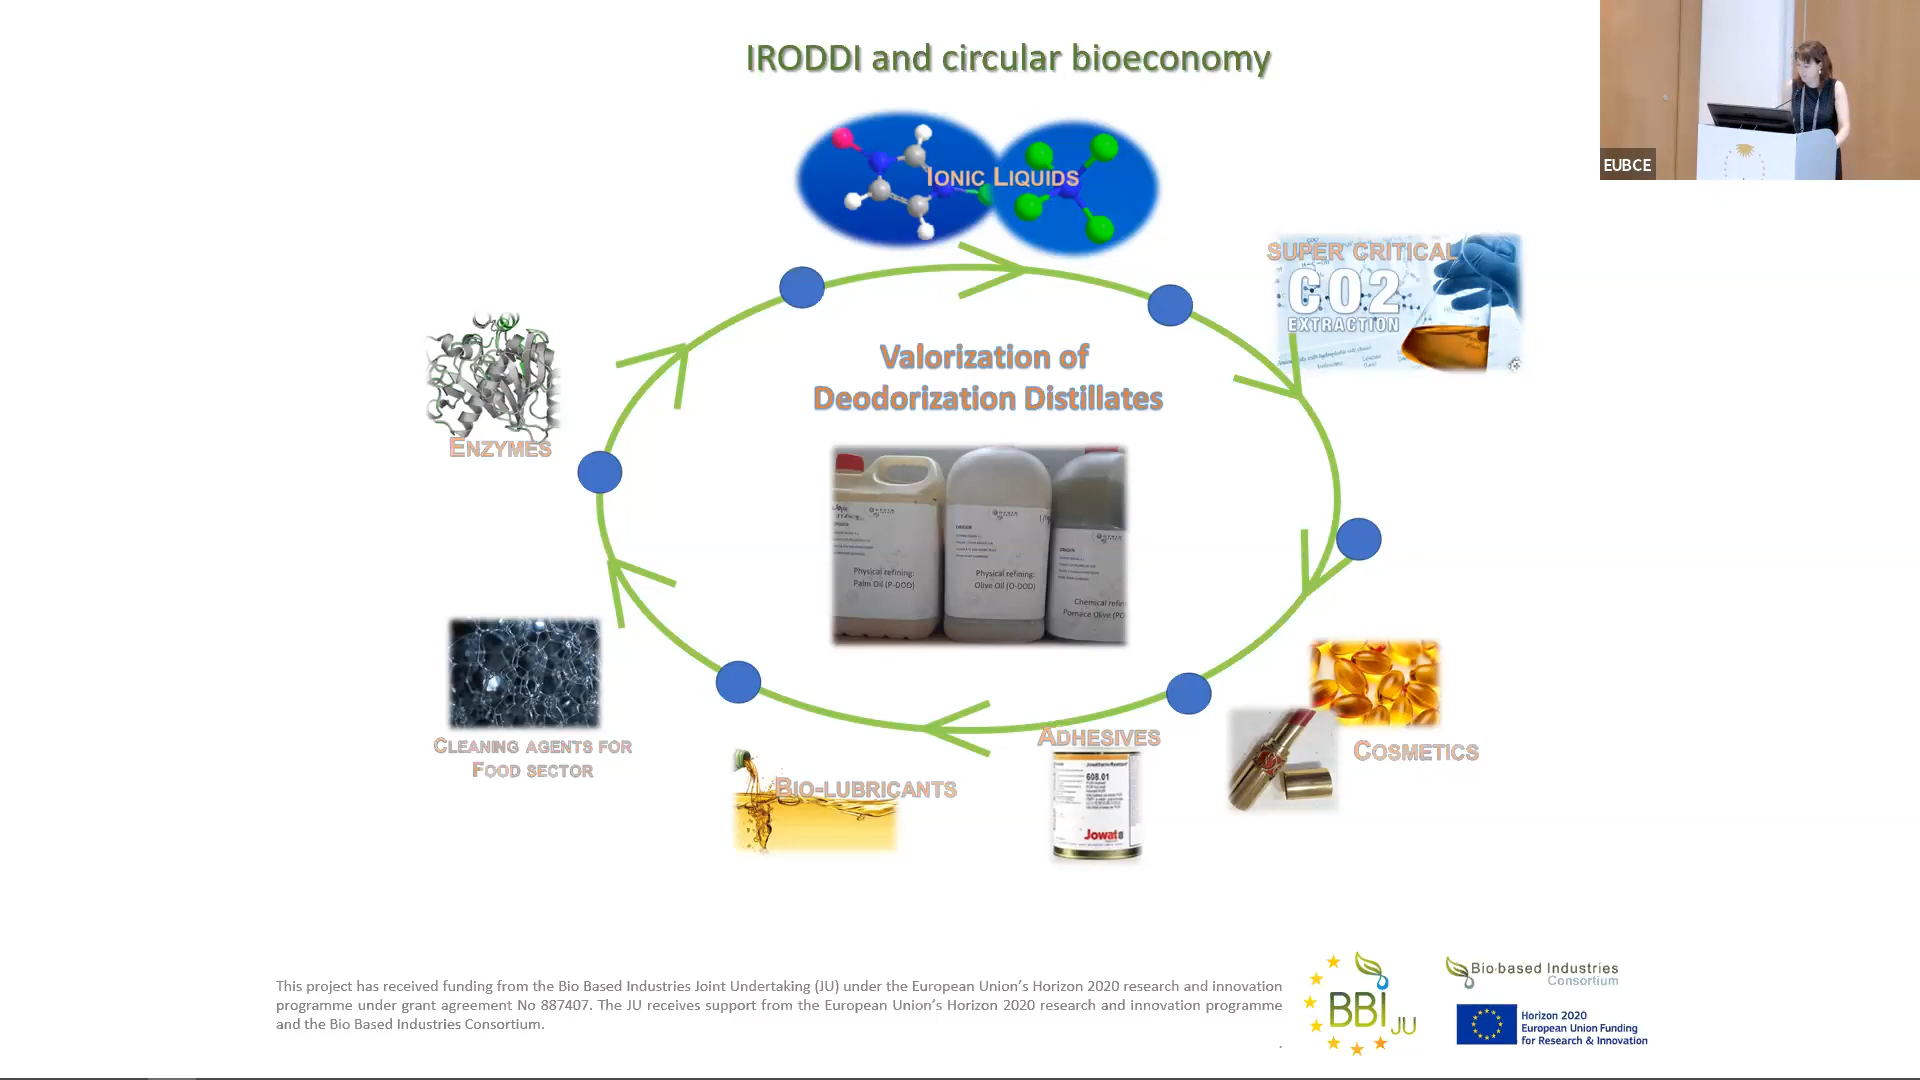 IRODDI and circular bioeconomy
EUBCE
IONIC LIQUIDS
SUPER CRITICAL
CO2
EXTRACTION
Valorization of
Deodorization Distillates
ENZYMES
Physical refining:
Palm Oil (P-DOD)
Physical refining:
Olive Oil (O-DOD)
Chemical refin
Pomace Olive (PO
CLEANING AGENTS FOR
FOOD SECTOR
BIO-LUBRICANTS
ADHESIVES
608.01
Jowat
COSMETICS
This project has received funding from the Bio Based Industries Joint Undertaking (JU) under the European Union's Horizon 2020 research and innovation
programme under grant agreement No 887407. The JU receives support from the European Union's Horizon 2020 research and innovation programme
and the Bio Based Industries Consortium.
BBI JU
Bio-based Industries
Consortium
Horizon 2020
European Union Funding
for Research & Innovation